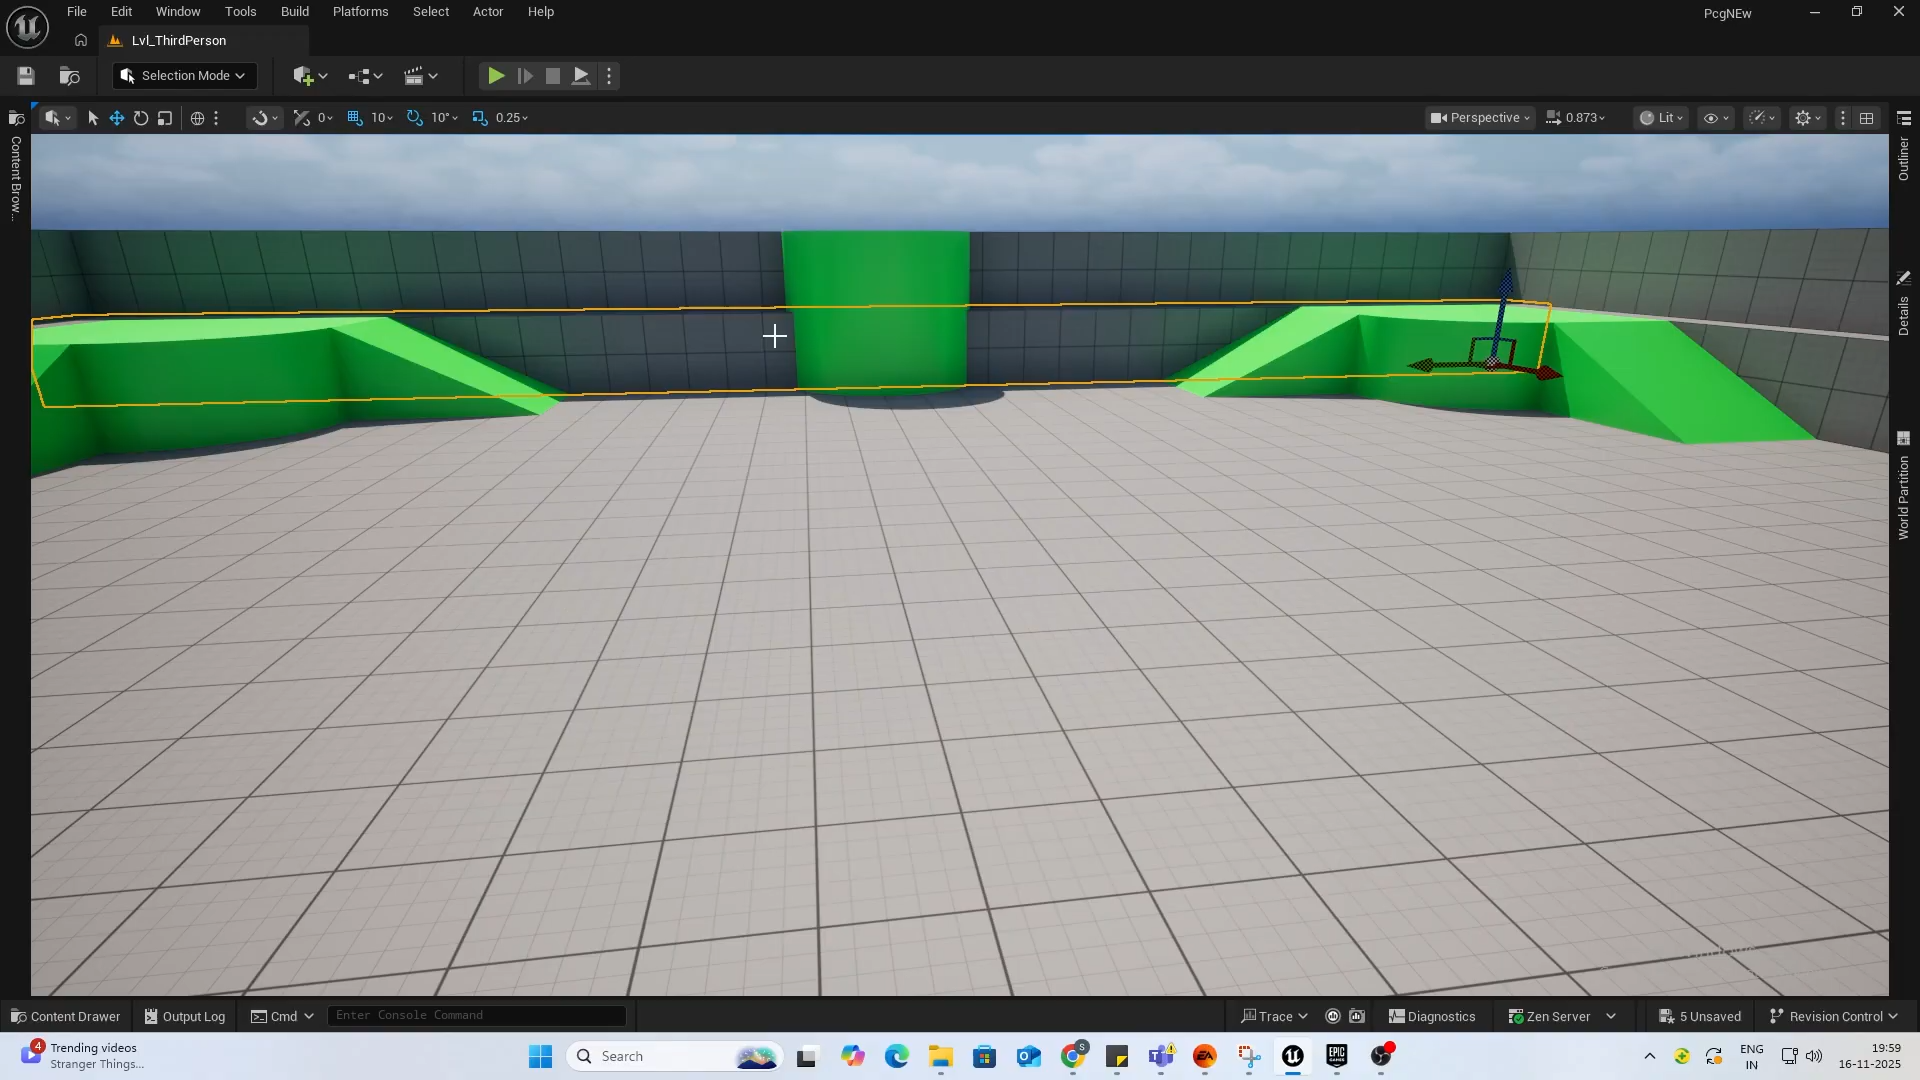 File Edit Window Tools Build Platforms Select Actor Help
PcgNEw
Lvl_ThirdPerson
Selection Mode
0 10 10° 0.25
Perspective 0.873 Lit
Content Brow...
Outliner
Details
World Partition
Content Drawer Output Log Cmd Enter Console Command Trace Diagnostics Zen Server 5 Unsaved Revision Control
4 Trending videos
Stranger Things...
Search
S
EA
EPIC GAMES
ENG
IN
19:59
16-11-2025